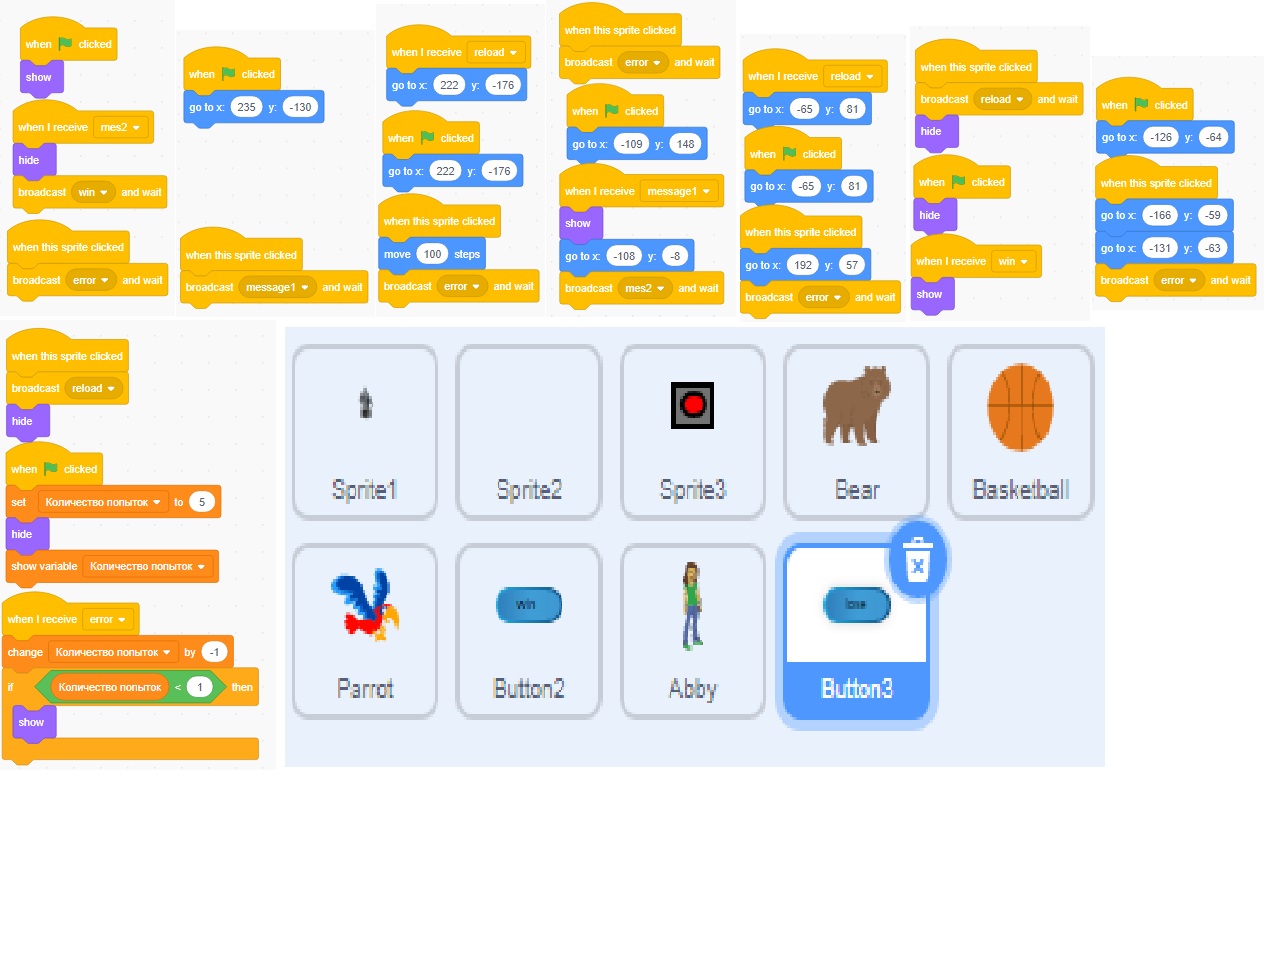 when clicked
show
when I receive mes2
hide
broadcast win and wait
when this sprite clicked
broadcast error and wait
when clicked
go to x: 235 y: -130
when this sprite clicked
broadcast message1 and wait
when I receive reload
go to x: 222 y: -176
when clicked
go to x: 222 y: -176
when this sprite clicked
move 100 steps
broadcast error and wait
when this sprite clicked
broadcast error and wait
when clicked
go to x: -109 y: 148
when I receive message1
show
go to x: -108 y: -8
broadcast mes2 and wait
when I receive reload
go to x: -65 y: 81
when clicked
go to x: -65 y: 81
when this sprite clicked
go to x: 192 y: 57
broadcast error and wait
when this sprite clicked
broadcast reload and wait
hide
when clicked
hide
when I receive win
show
when clicked
go to x: -126 y: -64
when this sprite clicked
go to x: -166 y: -59
go to x: -131 y: -63
broadcast error and wait
when this sprite clicked
broadcast reload
hide
when clicked
set Количество попыток to 5
hide
show variable Количество попыток
when I receive error
change Количество попыток by -1
if Количество попыток < 1 then
show
Sprite1
Sprite2
Sprite3
Bear
Basketball
win
lose
Parrot
Button2
Abby
Button3